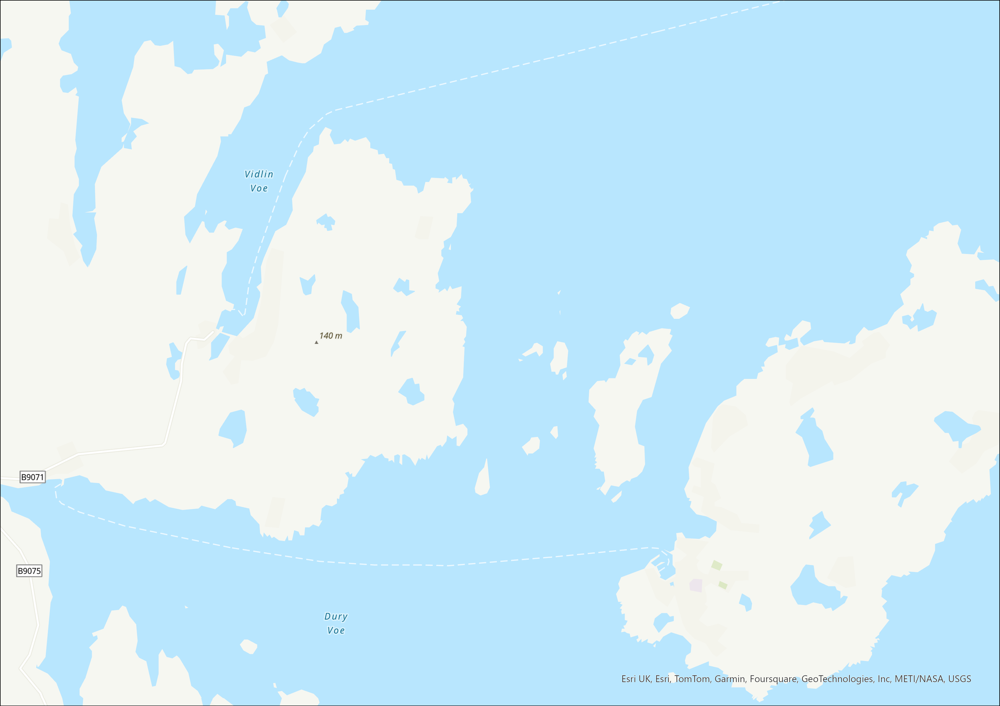 Vidlin
Voe
140 m
B9071
B9075
Dury
Voe
Esri UK, Esri, TomTom, Garmin, Foursquare, GeoTechnologies, Inc, METI/NASA, USGS